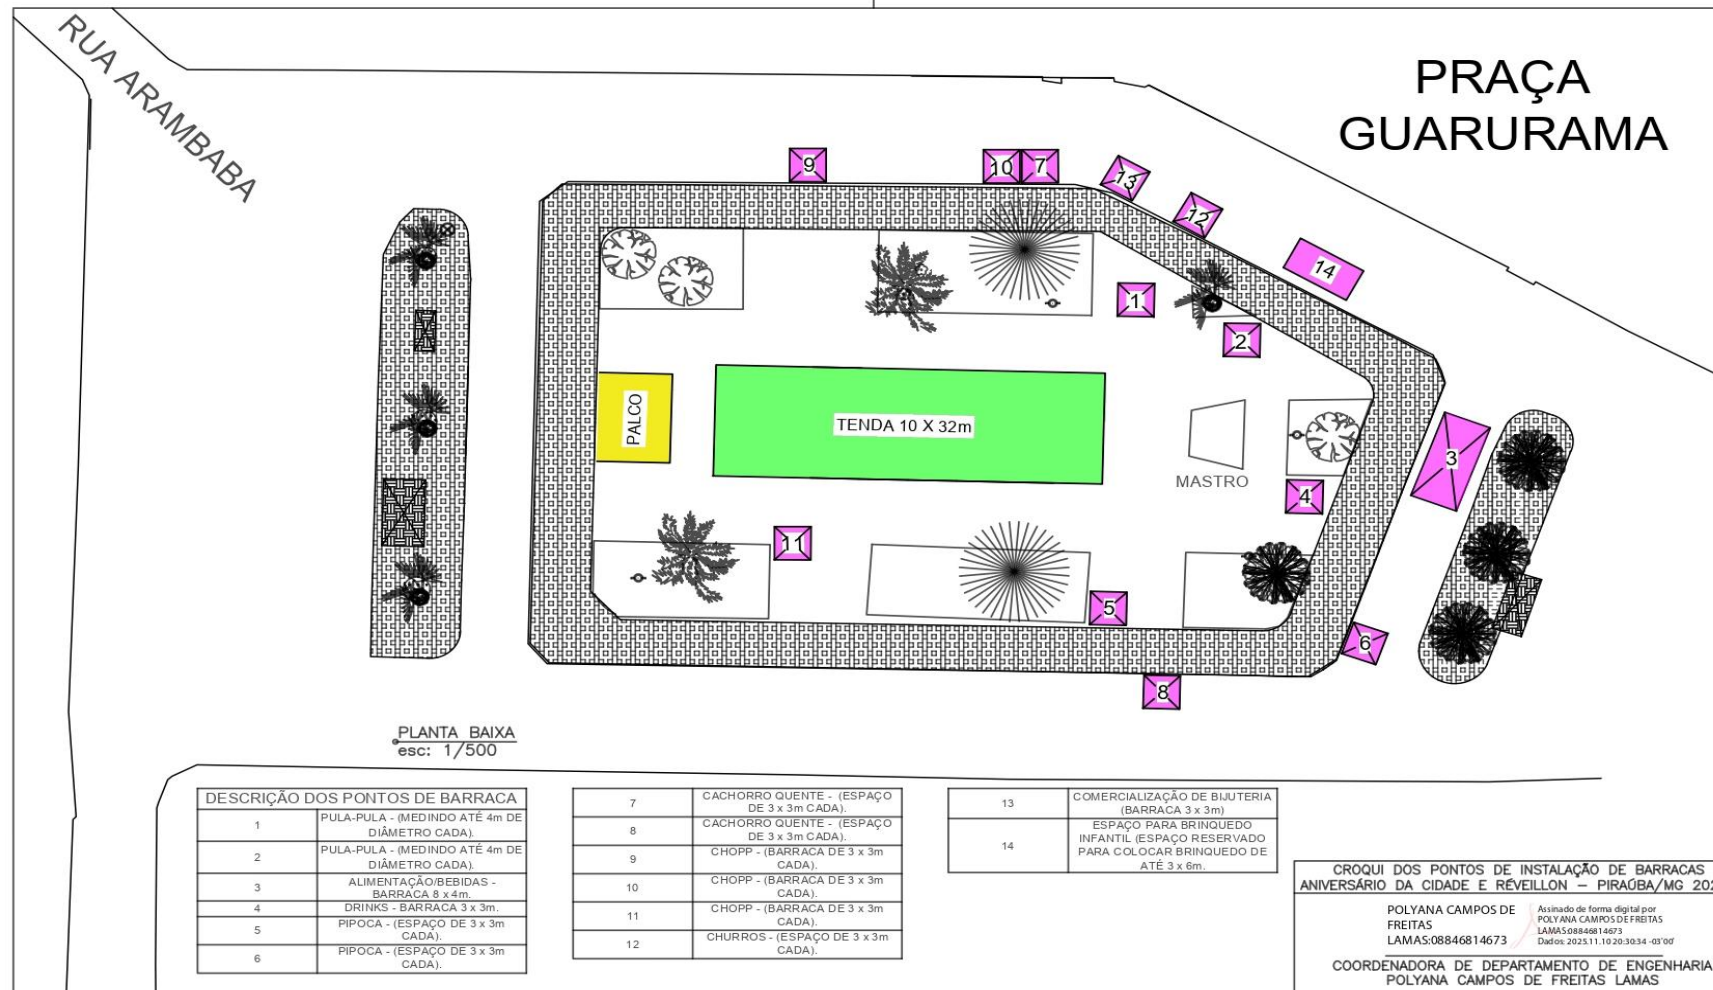 RUA ARAMBABA
PRAÇA
GUARURAMA
9
10
7
13
12
14
1
2
PALCO
TENDA 10 X 32m
MASTRO
3
4
11
5
6
8
PLANTA BAIXA
esc: 1/500
DESCRIÇÃO DOS PONTOS DE BARRACA
1
PULA-PULA - (MEDINDO ATÉ 4m DE
DIÂMETRO CADA).
2
PULA-PULA - (MEDINDO ATÉ 4m DE
DIÂMETRO CADA).
3
ALIMENTAÇÃO/BEBIDAS -
BARRACA 8 x 4m.
4
DRINKS - BARRACA 3 x 3m.
5
PIPOCA - (ESPAÇO DE 3 x 3m
CADA).
6
PIPOCA - (ESPAÇO DE 3 x 3m
CADA).
7
CACHORRO QUENTE - (ESPAÇO
DE 3 x 3m CADA).
8
CACHORRO QUENTE - (ESPAÇO
DE 3 x 3m CADA).
9
CHOPP - (BARRACA DE 3 x 3m
CADA).
10
CHOPP - (BARRACA DE 3 x 3m
CADA).
11
CHOPP - (BARRACA DE 3 x 3m
CADA).
12
CHURROS - (ESPAÇO DE 3 x 3m
CADA).
13
COMERCIALIZAÇÃO DE BIJUTERIA
(BARRACA 3 x 3m)
14
ESPAÇO PARA BRINQUEDO
INFANTIL (ESPAÇO RESERVADO
PARA COLOCAR BRINQUEDO DE
ATÉ 3 x 6m.
CROQUI DOS PONTOS DE INSTALAÇÃO DE BARRACAS
ANIVERSÁRIO DA CIDADE E RÉVEILLON – PIRAÚBA/MG 202
POLYANA CAMPOS DE
FREITAS
LAMAS:08846814673
Assinado de forma digital por
POLYANA CAMPOS DE FREITAS
LAMAS:08846814673
Dados: 2025.11.10 20:30:34 -03'00'
COORDENADORA DE DEPARTAMENTO DE ENGENHARIA
POLYANA CAMPOS DE FREITAS LAMAS